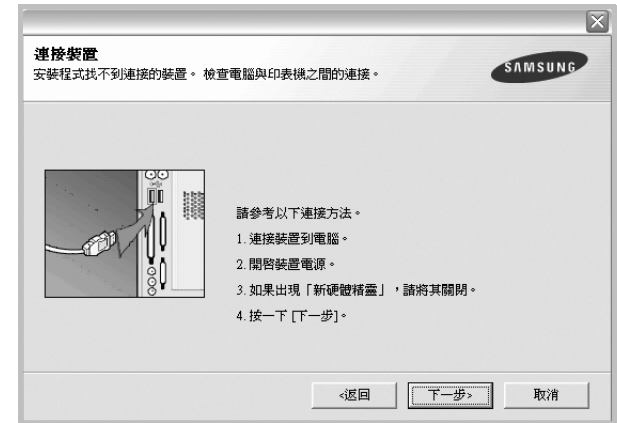 連接裝置
安裝程式找不到連接的裝置。 檢查電腦與印表機之間的連接。
SAMSUNG
請參考以下連接方法。
1. 連接裝置到電腦。
2. 開啓裝置電源。
3. 如果出現「新硬體精靈」，請將其關閉。
4. 按一下 [下一步]。
<返回
下一步>
取消